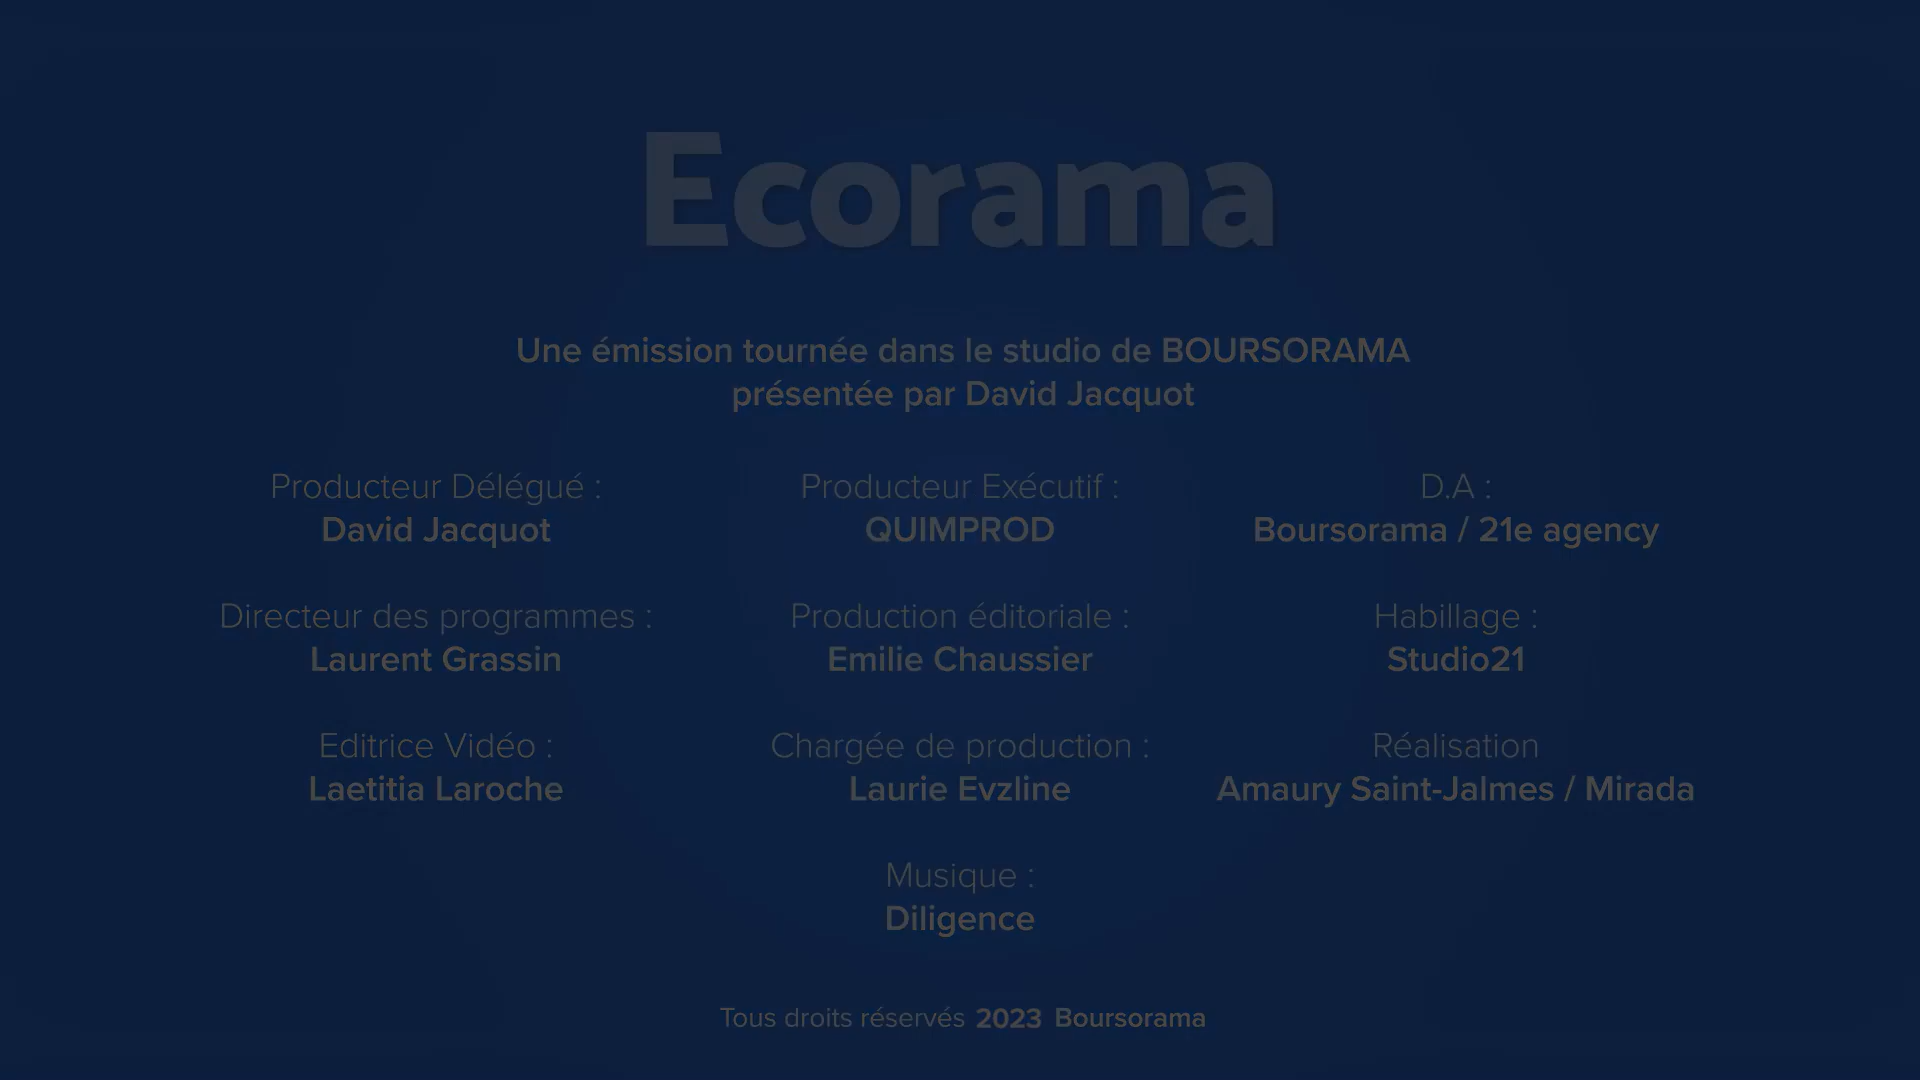 Ecorama
Une émission tournée dans le studio de BOURSORAMA
présentée par David Jacquot
Producteur Délégué :
David Jacquot
Producteur Exécutif :
QUIMPROD
D.A :
Boursorama / 21e agency
Directeur des programmes :
Laurent Grassin
Production éditoriale :
Emilie Chaussier
Habillage :
Studio21
Editrice Vidéo :
Laetitia Laroche
Chargée de production :
Laurie Evzline
Réalisation
Amaury Saint-Jalmes / Mirada
Musique :
Diligence
Tous droits réservés 2023 Boursorama